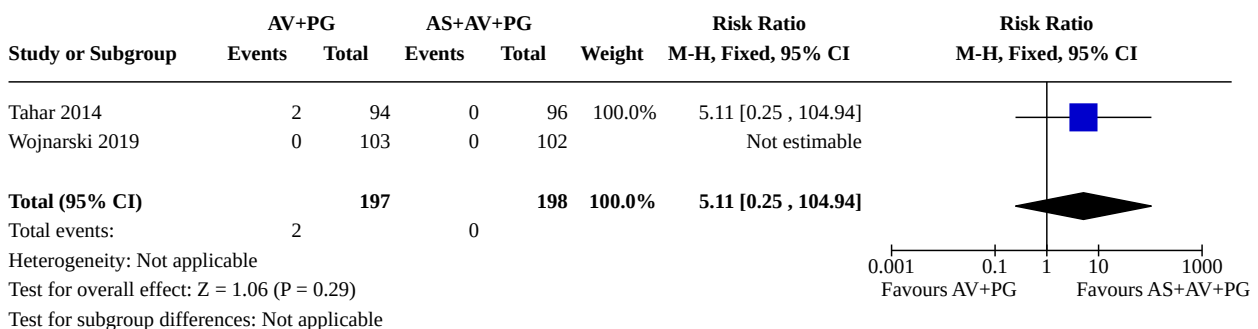 AV+PG AS+AV+PG Risk Ratio Risk Ratio
Study or Subgroup Events Total Events Total Weight M-H, Fixed, 95% CI M-H, Fixed, 95% CI
Tahar 2014 2 94 0 96 100.0% 5.11 [0.25 , 104.94]
Wojnarski 2019 0 103 0 102 Not estimable
Total (95% CI) 197 198 100.0% 5.11 [0.25 , 104.94]
Total events: 2 0
Heterogeneity: Not applicable
0.001 0.1 1 10 1000
Test for overall effect: Z = 1.06 (P = 0.29)
Favours AV+PG Favours AS+AV+PG
Test for subgroup differences: Not applicable